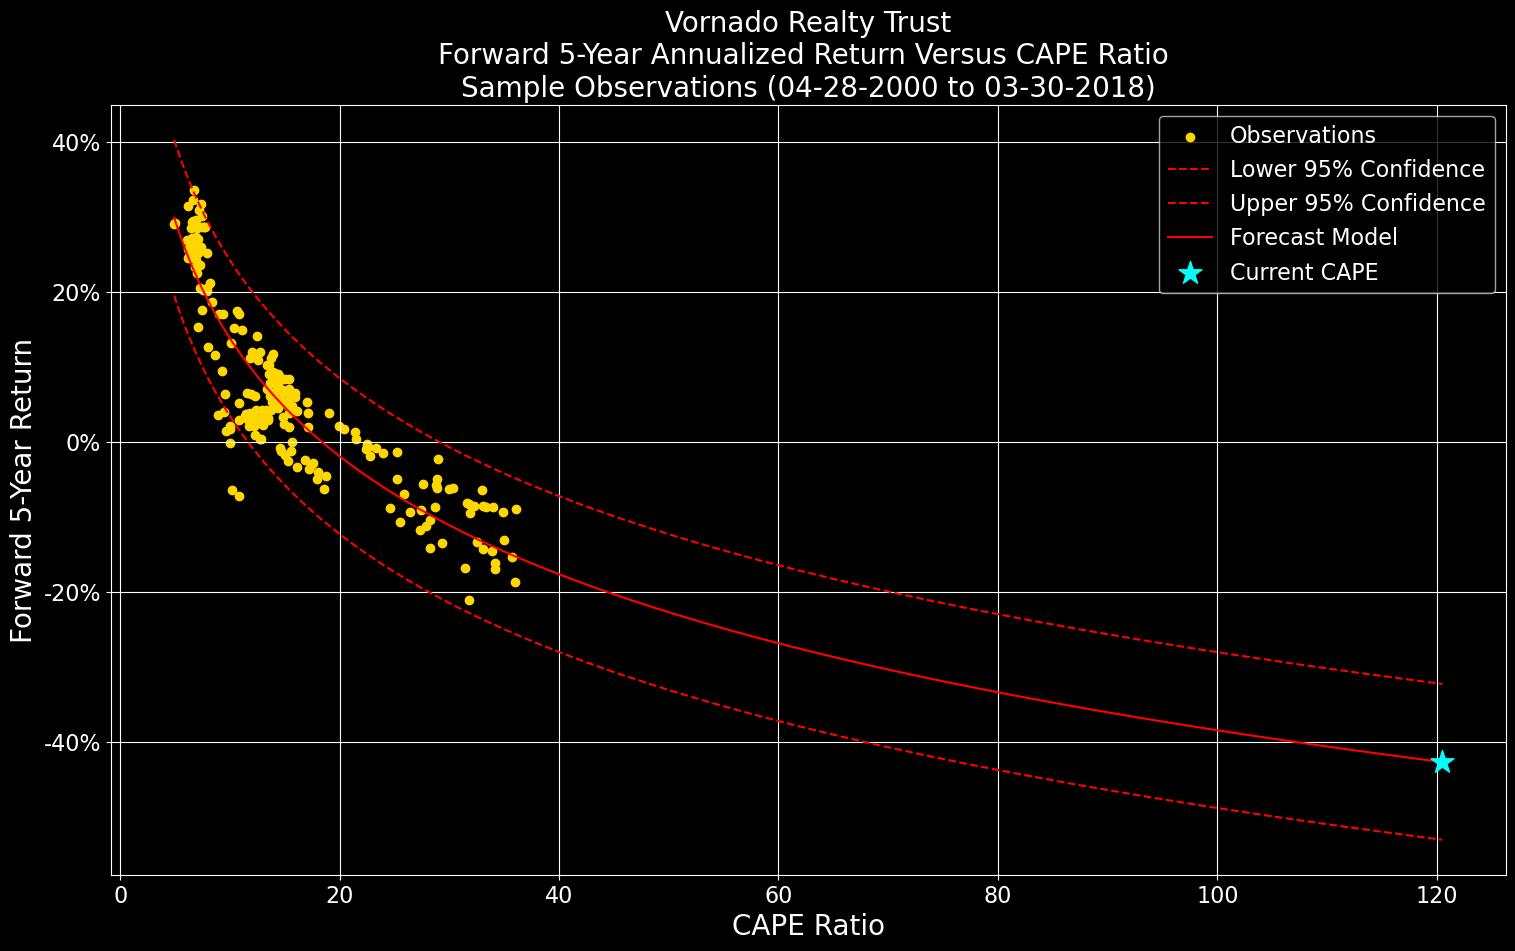 Vornado Realty Trust
Forward 5-Year Annualized Return Versus CAPE Ratio
Sample Observations (04-28-2000 to 03-30-2018)
Observations
Lower 95% Confidence
Upper 95% Confidence
Forecast Model
Current CAPE
Forward 5-Year Return
40%
20%
0%
-20%
-40%
0 20 40 60 80 100 120
CAPE Ratio